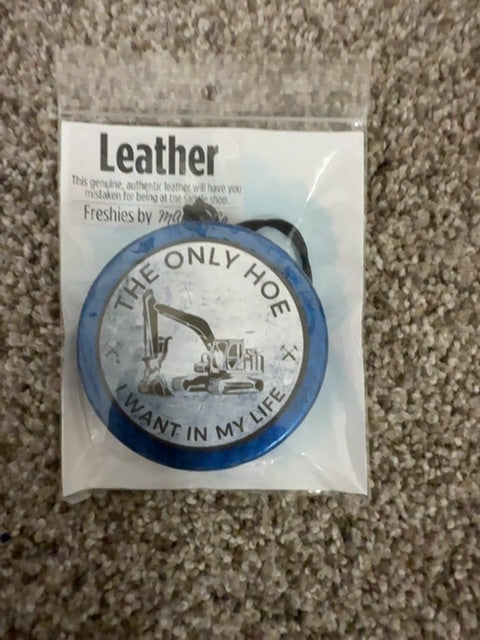 Leather
This genuine, authentic leather will have you
mistaken for being at the saddle shop.
Freshies by
THE ONLY HOE
I WANT IN MY LIFE